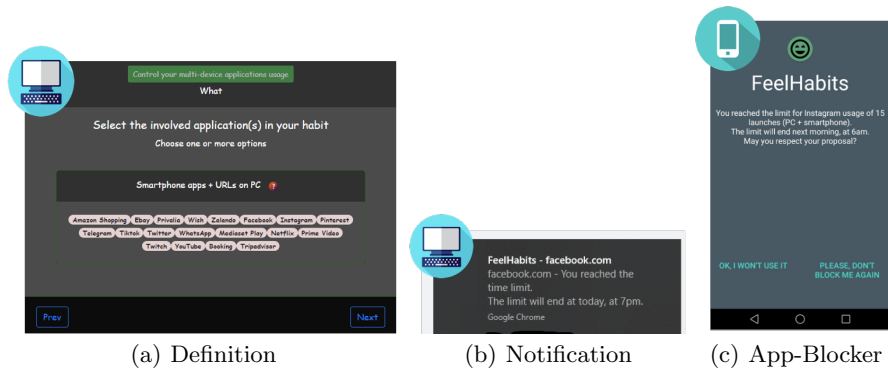 Control your multi-device applications usage
What
Select the involved application(s) in your habit
Choose one or more options
Smartphone apps + URLs on PC ?
Amazon Shopping Ebay Privalia Wish Zalando Facebook Instagram Pinterest
Telegram Tiktok Twitter WhatsApp Mediaset Play Netflix Prime Video
Twitch YouTube Booking Tripadvisor
Prev
Next
(a) Definition
FeelHabits - facebook.com
facebook.com - You reached the
time limit.
The limit will end at today, at 7pm.
Google Chrome
(b) Notification
FeelHabits
You reached the limit for Instagram usage of 15
launches (PC + smartphone).
The limit will end next morning, at 6am.
May you respect your proposal?
OK, I WON'T USE IT
PLEASE, DON'T
BLOCK ME AGAIN
(c) App-Blocker